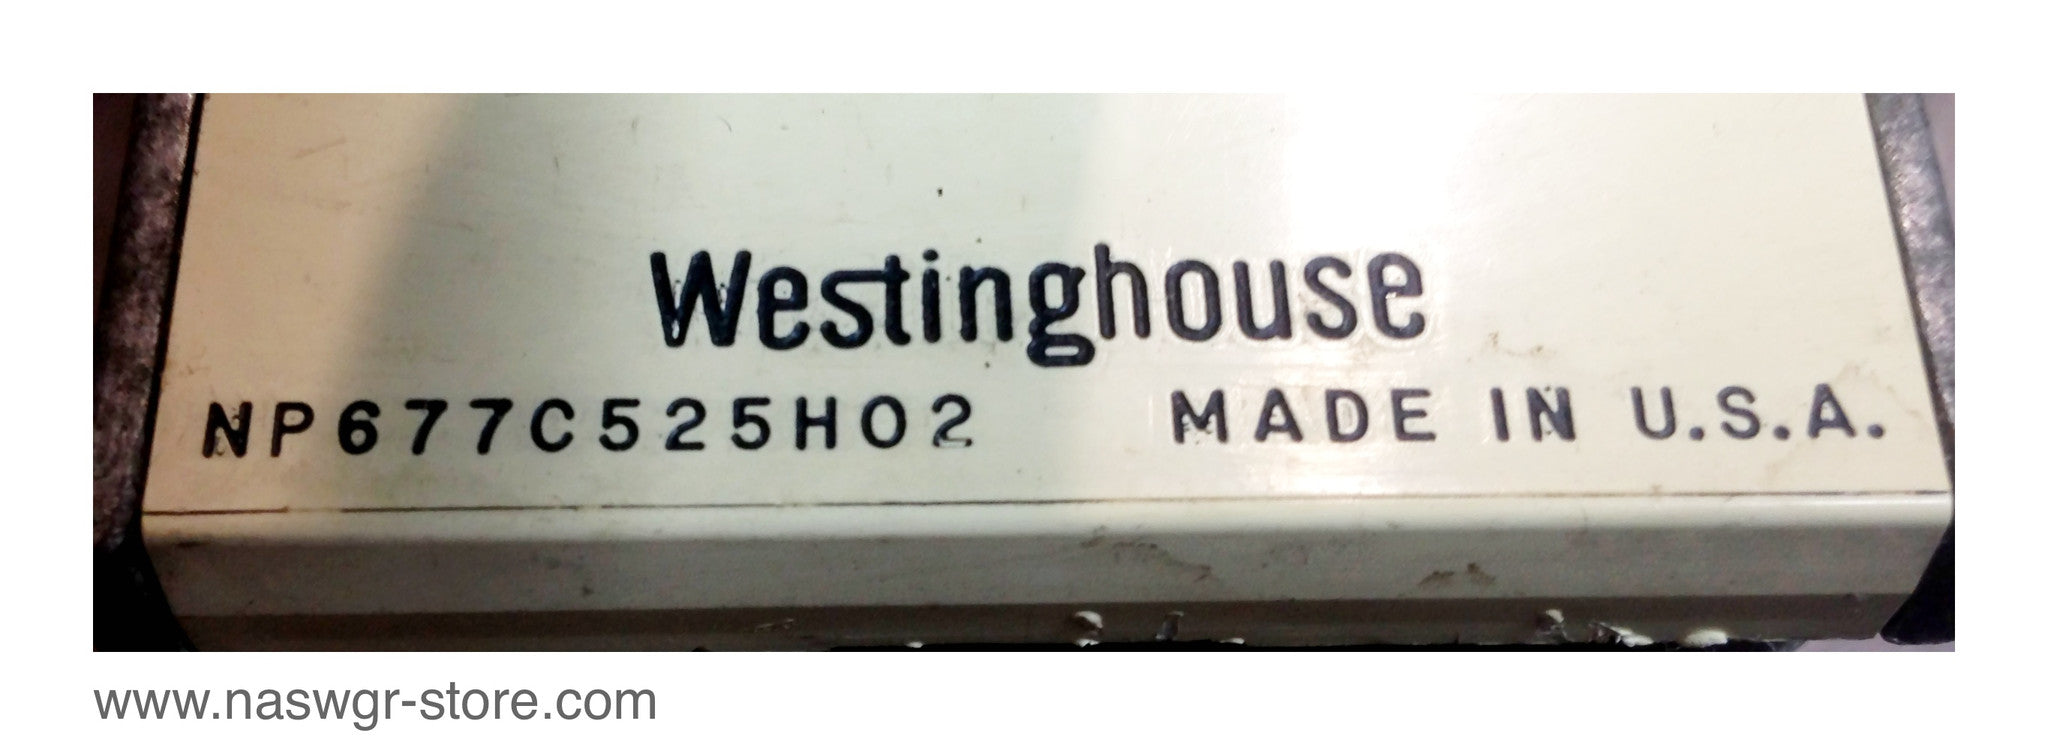 Westinghouse
NP677C525H02 MADE IN U.S.A.
www.naswgr-store.com